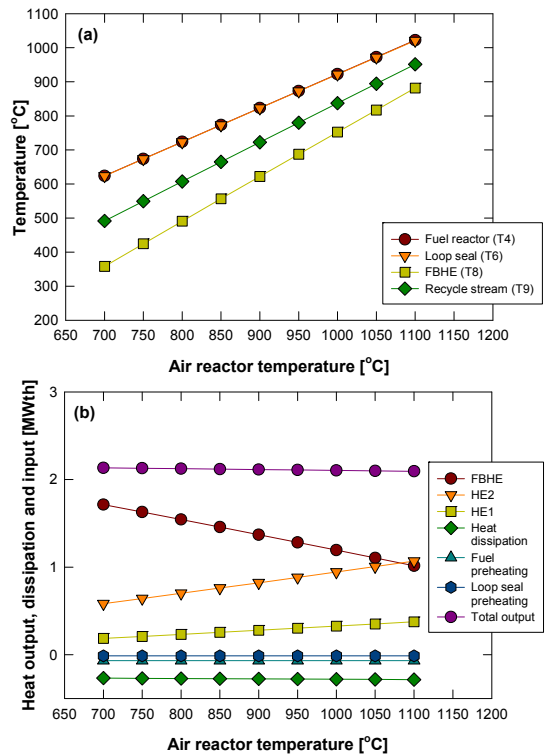 (a)
1100
1000
900
800
700
600
500
400
300
200
Temperature [°C]
Fuel reactor (T4)
Loop seal (T6)
FBHE (T8)
Recycle stream (T9)
650 700 750 800 850 900 950 1000 1050 1100 1150 1200
Air reactor temperature [°C]
(b)
3
2
1
0
Heat output, dissipation and input [MWth]
FBHE
HE2
HE1
Heat
dissipation
Fuel
preheating
Loop seal
preheating
Total output
650 700 750 800 850 900 950 1000 1050 1100 1150 1200
Air reactor temperature [°C]